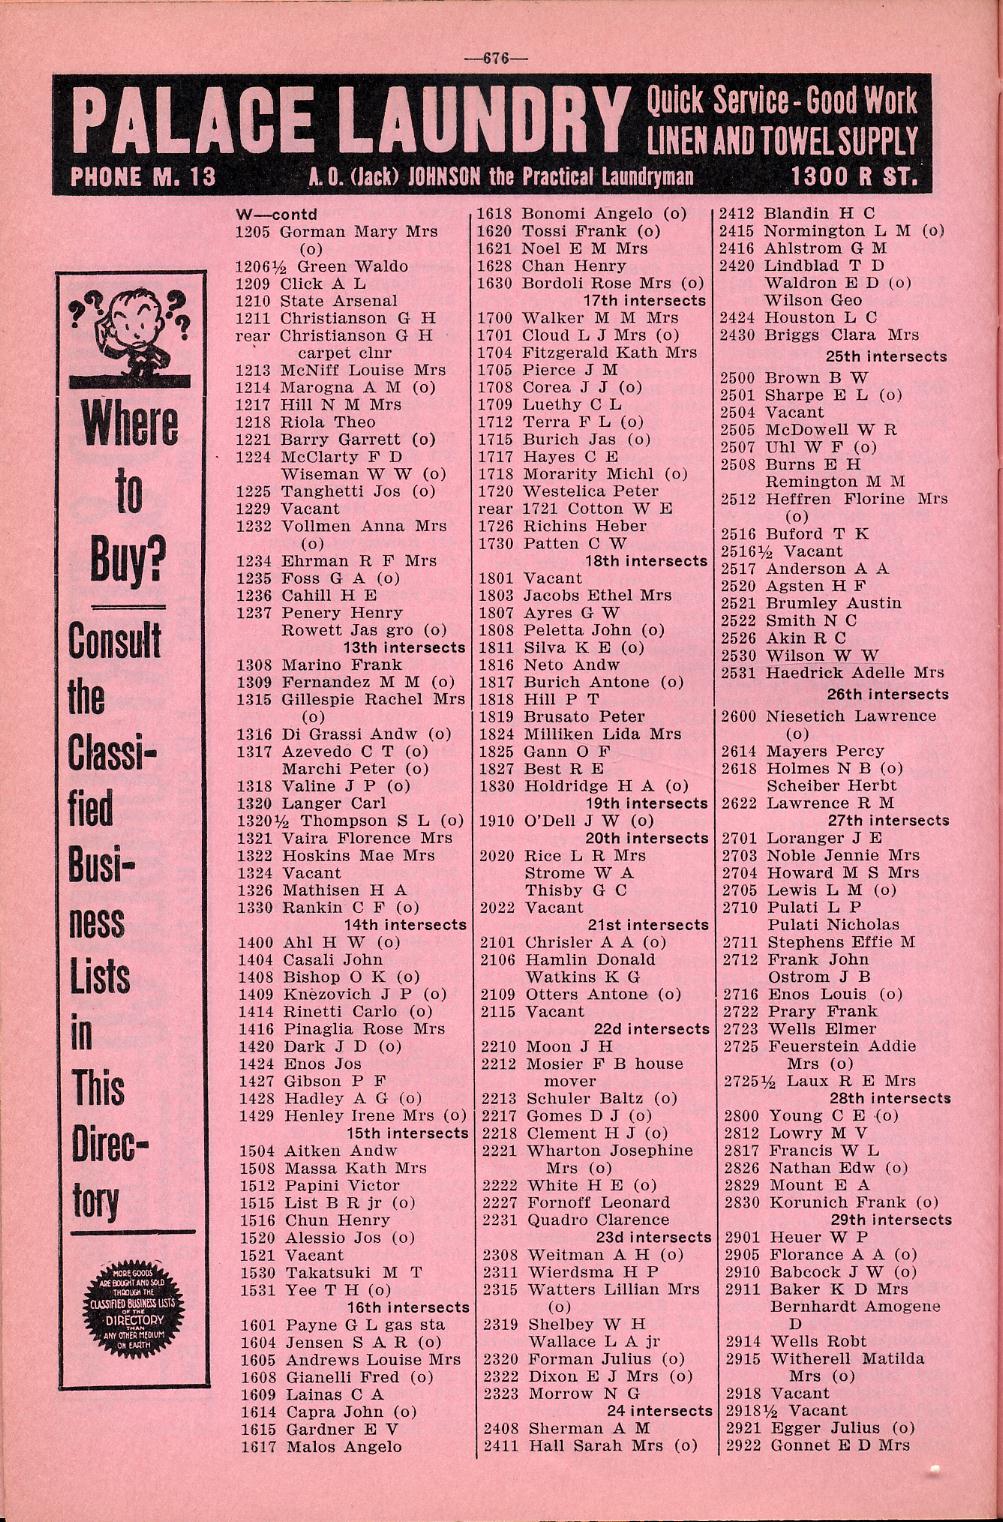 —676—
PALACE LAUNDRY
Quick Service - Good Work
LINEN AND TOWEL SUPPLY
PHONE M. 13
A. O. (Jack) JOHNSON the Practical Laundryman
1300 R ST.
Where
to
Buy?
Consult
the
Classi-
fied
Busi-
ness
Lists
in
This
Direc-
tory
MORE GOODS
ARE BOUGHT AND SOLD
THROUGH THE
CLASSIFIED BUSINESS LISTS
OF THE
DIRECTORY
THAN
ANY OTHER MEDIUM
ON EARTH
W—contd
1205 Gorman Mary Mrs
(o)
1206½ Green Waldo
1209 Click A L
1210 State Arsenal
1211 Christianson G H
rear Christianson G H
carpet clnr
1213 McNiff Louise Mrs
1214 Marogna A M (o)
1217 Hill N M Mrs
1218 Riola Theo
1221 Barry Garrett (o)
1224 McClarty F D
Wiseman W W (o)
1225 Tanghetti Jos (o)
1229 Vacant
1232 Vollmen Anna Mrs
(o)
1234 Ehrman R F Mrs
1235 Foss G A (o)
1236 Cahill H E
1237 Penery Henry
Rowett Jas gro (o)
13th intersects
1308 Marino Frank
1309 Fernandez M M (o)
1315 Gillespie Rachel Mrs
(o)
1316 Di Grassi Andw (o)
1317 Azevedo C T (o)
Marchi Peter (o)
1318 Valine J P (o)
1320 Langer Carl
1320½ Thompson S L (o)
1321 Vaira Florence Mrs
1322 Hoskins Mae Mrs
1324 Vacant
1326 Mathisen H A
1330 Rankin C F (o)
14th intersects
1400 Ahl H W (o)
1404 Casali John
1408 Bishop O K (o)
1409 Knezovich J P (o)
1414 Rinetti Carlo (o)
1416 Pinaglia Rose Mrs
1420 Dark J D (o)
1424 Enos Jos
1427 Gibson P F
1428 Hadley A G (o)
1429 Henley Irene Mrs (o)
15th intersects
1504 Aitken Andw
1508 Massa Kath Mrs
1512 Papini Victor
1515 List B R jr (o)
1516 Chun Henry
1520 Alessio Jos (o)
1521 Vacant
1530 Takatsuki M T
1531 Yee T H (o)
16th intersects
1601 Payne G L gas sta
1604 Jensen S A R (o)
1605 Andrews Louise Mrs
1608 Gianelli Fred (o)
1609 Lainas C A
1614 Capra John (o)
1615 Gardner E V
1617 Malos Angelo
1618 Bonomi Angelo (o)
1620 Tossi Frank (o)
1621 Noel E M Mrs
1628 Chan Henry
1630 Bordoli Rose Mrs (o)
17th intersects
1700 Walker M M Mrs
1701 Cloud L J Mrs (o)
1704 Fitzgerald Kath Mrs
1705 Pierce J M
1708 Corea J J (o)
1709 Luethy C L
1712 Terra F L (o)
1715 Burich Jas (o)
1717 Hayes C E
1718 Morarity Michl (o)
1720 Westelica Peter
rear 1721 Cotton W E
1726 Richins Heber
1730 Patten C W
18th intersects
1801 Vacant
1803 Jacobs Ethel Mrs
1807 Ayres G W
1808 Peletta John (o)
1811 Silva K E (o)
1816 Neto Andw
1817 Burich Antone (o)
1818 Hill P T
1819 Brusato Peter
1824 Milliken Lida Mrs
1825 Gann O F
1827 Best R E
1830 Holdridge H A (o)
19th intersects
1910 O'Dell J W (o)
20th intersects
2020 Rice L R Mrs
Strome W A
Thisby G C
2022 Vacant
21st intersects
2101 Chrisler A A (o)
2106 Hamlin Donald
Watkins K G
2109 Otters Antone (o)
2115 Vacant
22d intersects
2210 Moon J H
2212 Mosier F B house
mover
2213 Schuler Baltz (o)
2217 Gomes D J (o)
2218 Clement H J (o)
2221 Wharton Josephine
Mrs (o)
2222 White H E (o)
2227 Fornoff Leonard
2231 Quadro Clarence
23d intersects
2308 Weitman A H (o)
2311 Wierdsma H P
2315 Watters Lillian Mrs
(o)
2319 Shelbey W H
Wallace L A jr
2320 Forman Julius (o)
2322 Dixon E J Mrs (o)
2323 Morrow N G
24 intersects
2408 Sherman A M
2411 Hall Sarah Mrs (o)
2412 Blandin H C
2415 Normington L M (o)
2416 Ahlstrom G M
2420 Lindblad T D
Waldron E D (o)
Wilson Geo
2424 Houston L C
2430 Briggs Clara Mrs
25th intersects
2500 Brown B W
2501 Sharpe E L (o)
2504 Vacant
2505 McDowell W R
2507 Uhl W F (o)
2508 Burns E H
Remington M M
2512 Heffren Florine Mrs
(o)
2516 Buford T K
2516½ Vacant
2517 Anderson A A
2520 Agsten H F
2521 Brumley Austin
2522 Smith N C
2526 Akin R C
2530 Wilson W W
2531 Haedrick Adelle Mrs
26th intersects
2600 Niesetich Lawrence
(o)
2614 Mayers Percy
2618 Holmes N B (o)
Scheiber Herbt
2622 Lawrence R M
27th intersects
2701 Loranger J E
2703 Noble Jennie Mrs
2704 Howard M S Mrs
2705 Lewis L M (o)
2710 Pulati L P
Pulati Nicholas
2711 Stephens Effie M
2712 Frank John
Ostrom J B
2716 Enos Louis (o)
2722 Prary Frank
2723 Wells Elmer
2725 Feuerstein Addie
Mrs (o)
2725½ Laux R E Mrs
28th intersects
2800 Young C E (o)
2812 Lowry M V
2817 Francis W L
2826 Nathan Edw (o)
2829 Mount E A
2830 Korunich Frank (o)
29th intersects
2901 Heuer W P
2905 Florance A A (o)
2910 Babcock J W (o)
2911 Baker K D Mrs
Bernhardt Amogene
D
2914 Wells Robt
2915 Witherell Matilda
Mrs (o)
2918 Vacant
2918½ Vacant
2921 Egger Julius (o)
2922 Gonnet E D Mrs